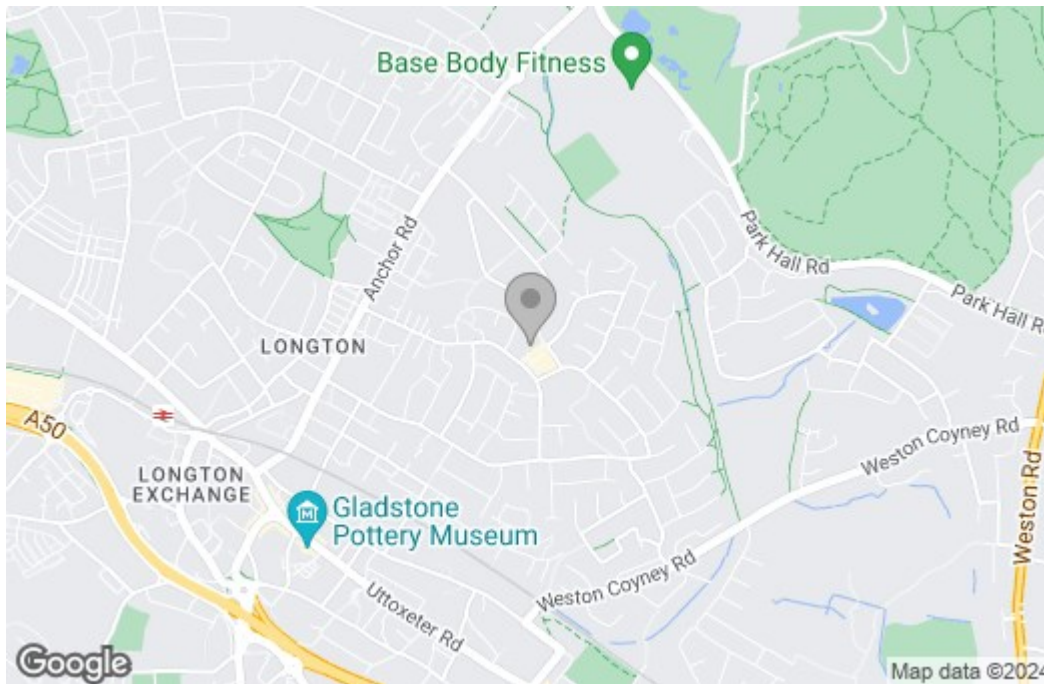 Base Body Fitness
Anchor Rd
Park Hall Rd
Park Hall R
LONGTON
A50
LONGTON
EXCHANGE
Weston Coyney Rd
Gladstone
Pottery Museum
Weston Rd
Weston Coyney Rd
Uttoxeter Rd
Google
Map data ©2024